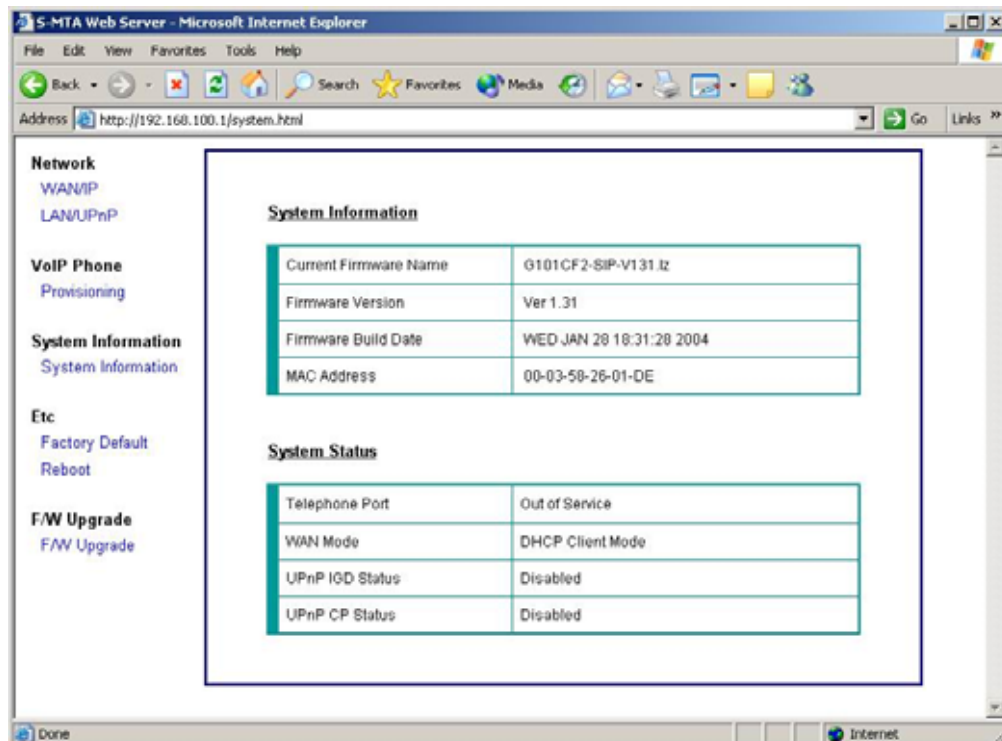 S-MTA Web Server - Microsoft Internet Explorer
File Edit View Favorites Tools Help
Back Search Favorites Media
Address http://192.168.100.1/system.html Go Links »
Network
WAN/IP
LAN/UPnP
VoIP Phone
Provisioning
System Information
System Information
Etc
Factory Default
Reboot
F/W Upgrade
F/W Upgrade
System Information
Current Firmware Name G101CF2-SIP-V131.lz
Firmware Version Ver 1.31
Firmware Build Date WED JAN 28 18:31:28 2004
MAC Address 00-03-58-26-01-DE
System Status
Telephone Port Out of Service
WAN Mode DHCP Client Mode
UPnP IGD Status Disabled
UPnP CP Status Disabled
Done Internet